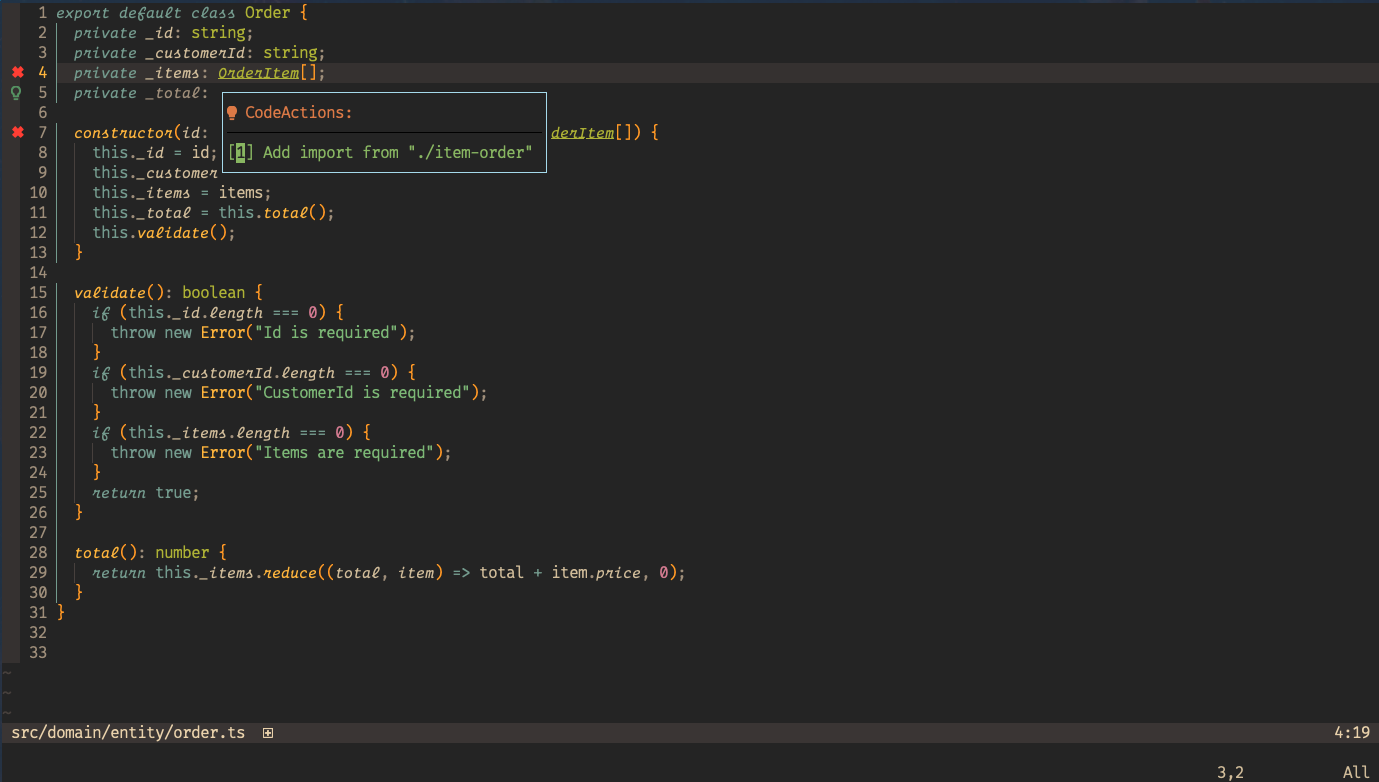 1 export default class Order {
2 private _id: string;
3 private _customerId: string;
4 private _items: OrderItem[];
5 private _total:
CodeActions:
6
7 constructor(id: derItem[]) {
8 this._id = id;
[1] Add import from "./item-order"
9 this._customer
10 this._items = items;
11 this._total = this.total();
12 this.validate();
13 }
14
15 validate(): boolean {
16 if (this._id.length === 0) {
17 throw new Error("Id is required");
18 }
19 if (this._customerId.length === 0) {
20 throw new Error("CustomerId is required");
21 }
22 if (this._items.length === 0) {
23 throw new Error("Items are required");
24 }
25 return true;
26 }
27
28 total(): number {
29 return this._items.reduce((total, item) => total + item.price, 0);
30 }
31 }
32
33
~
~
~
src/domain/entity/order.ts 4:19
3,2 All